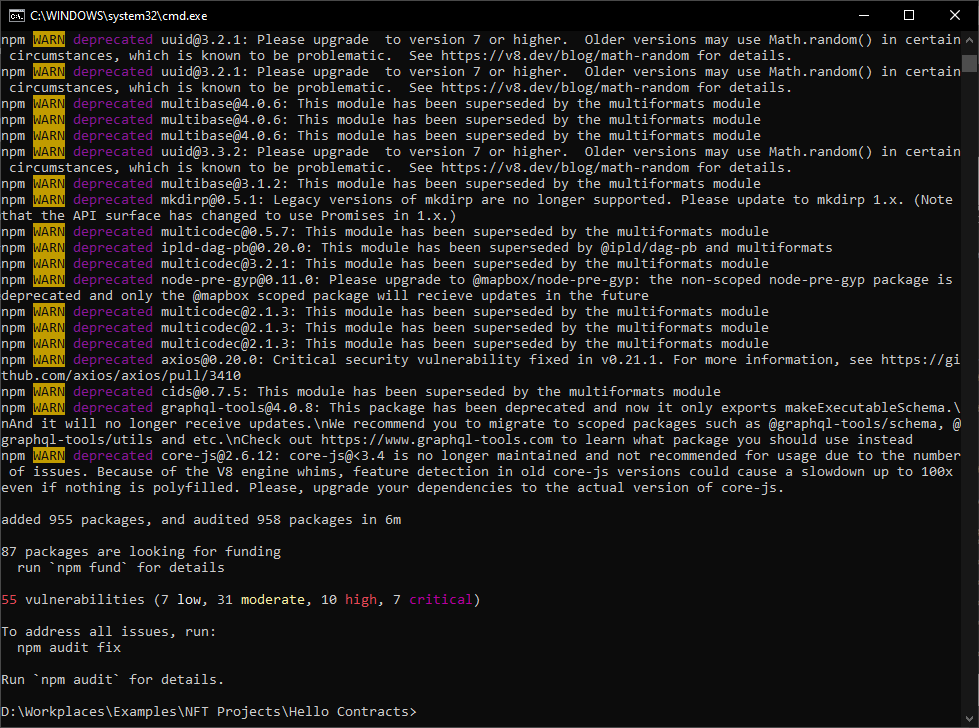 C:\WINDOWS\system32\cmd.exe
npm WARN deprecated uuid@3.2.1: Please upgrade  to version 7 or higher.  Older versions may use Math.random() in certain
 circumstances, which is known to be problematic.  See https://v8.dev/blog/math-random for details.
npm WARN deprecated uuid@3.2.1: Please upgrade  to version 7 or higher.  Older versions may use Math.random() in certain
 circumstances, which is known to be problematic.  See https://v8.dev/blog/math-random for details.
npm WARN deprecated multibase@4.0.6: This module has been superseded by the multiformats module
npm WARN deprecated multibase@4.0.6: This module has been superseded by the multiformats module
npm WARN deprecated multibase@4.0.6: This module has been superseded by the multiformats module
npm WARN deprecated uuid@3.3.2: Please upgrade  to version 7 or higher.  Older versions may use Math.random() in certain
 circumstances, which is known to be problematic.  See https://v8.dev/blog/math-random for details.
npm WARN deprecated multibase@3.1.2: This module has been superseded by the multiformats module
npm WARN deprecated mkdirp@0.5.1: Legacy versions of mkdirp are no longer supported. Please update to mkdirp 1.x. (Note
that the API surface has changed to use Promises in 1.x.)
npm WARN deprecated multicodec@0.5.7: This module has been superseded by the multiformats module
npm WARN deprecated ipld-dag-pb@0.20.0: This module has been superseded by @ipld/dag-pb and multiformats
npm WARN deprecated multicodec@3.2.1: This module has been superseded by the multiformats module
npm WARN deprecated node-pre-gyp@0.11.0: Please upgrade to @mapbox/node-pre-gyp: the non-scoped node-pre-gyp package is
deprecated and only the @mapbox scoped package will recieve updates in the future
npm WARN deprecated multicodec@2.1.3: This module has been superseded by the multiformats module
npm WARN deprecated multicodec@2.1.3: This module has been superseded by the multiformats module
npm WARN deprecated multicodec@2.1.3: This module has been superseded by the multiformats module
npm WARN deprecated axios@0.20.0: Critical security vulnerability fixed in v0.21.1. For more information, see https://gi
thub.com/axios/axios/pull/3410
npm WARN deprecated cids@0.7.5: This module has been superseded by the multiformats module
npm WARN deprecated graphql-tools@4.0.8: This package has been deprecated and now it only exports makeExecutableSchema.\
nAnd it will no longer receive updates.\nWe recommend you to migrate to scoped packages such as @graphql-tools/schema, @
graphql-tools/utils and etc.\nCheck out https://www.graphql-tools.com to learn what package you should use instead
npm WARN deprecated core-js@2.6.12: core-js@<3.4 is no longer maintained and not recommended for usage due to the number
 of issues. Because of the V8 engine whims, feature detection in old core-js versions could cause a slowdown up to 100x
even if nothing is polyfilled. Please, upgrade your dependencies to the actual version of core-js.
added 955 packages, and audited 958 packages in 6m
87 packages are looking for funding
  run `npm fund` for details
55 vulnerabilities (7 low, 31 moderate, 10 high, 7 critical)
To address all issues, run:
  npm audit fix
Run `npm audit` for details.
D:\Workplaces\Examples\NFT Projects\Hello Contracts>